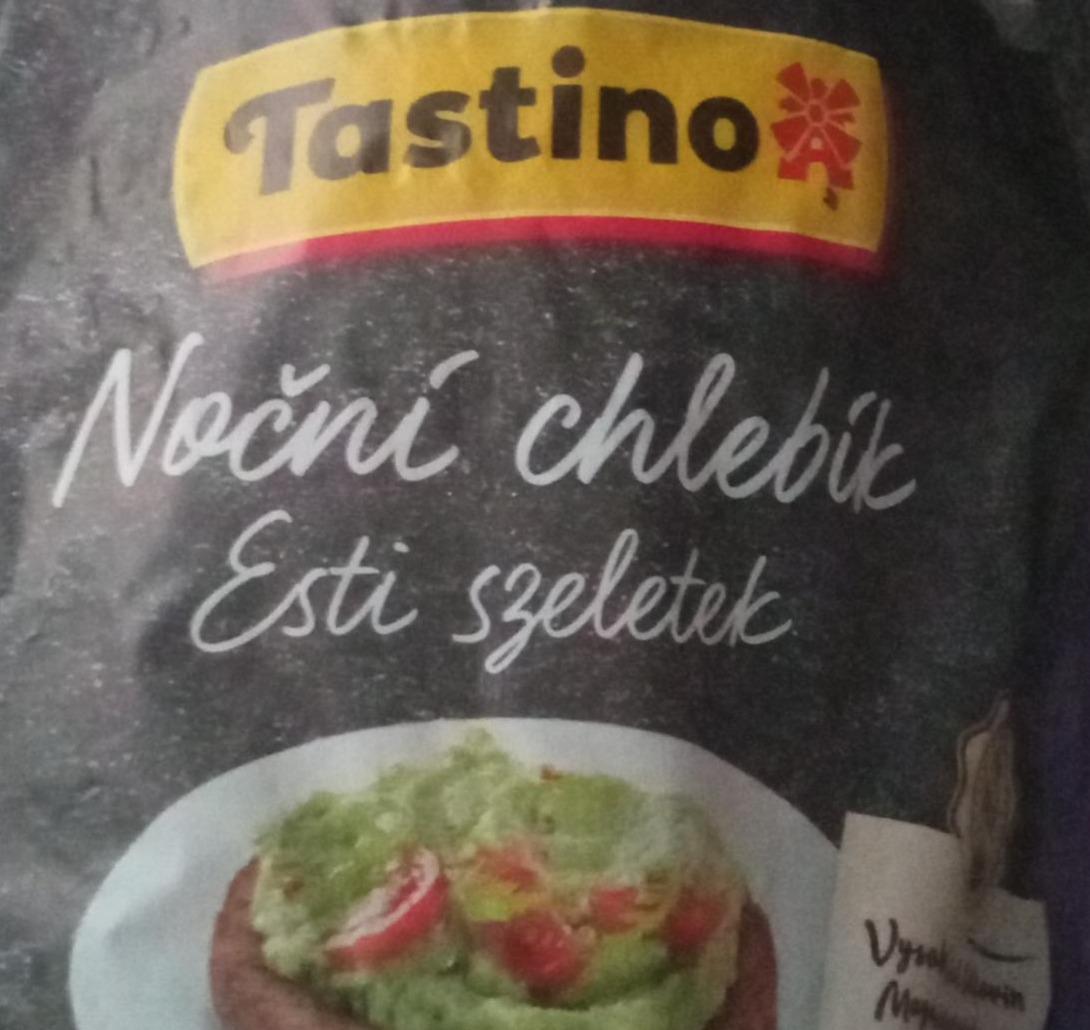 Tastino
Noční chlebík
Esti szeletek